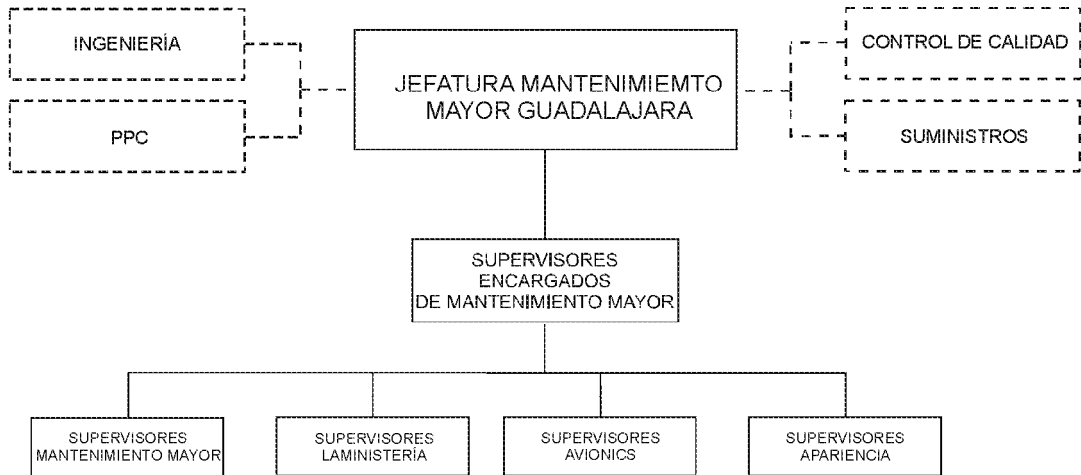 INGENIERÍA
PPC
JEFATURA MANTENIMIEMTO
MAYOR GUADALAJARA
CONTROL DE CALIDAD
SUMINISTROS
SUPERVISORES
ENCARGADOS
DE MANTENIMIENTO MAYOR
SUPERVISORES
MANTENIMIENTO MAYOR
SUPERVISORES
LAMINISTERÍA
SUPERVISORES
AVIONICS
SUPERVISORES
APARIENCIA